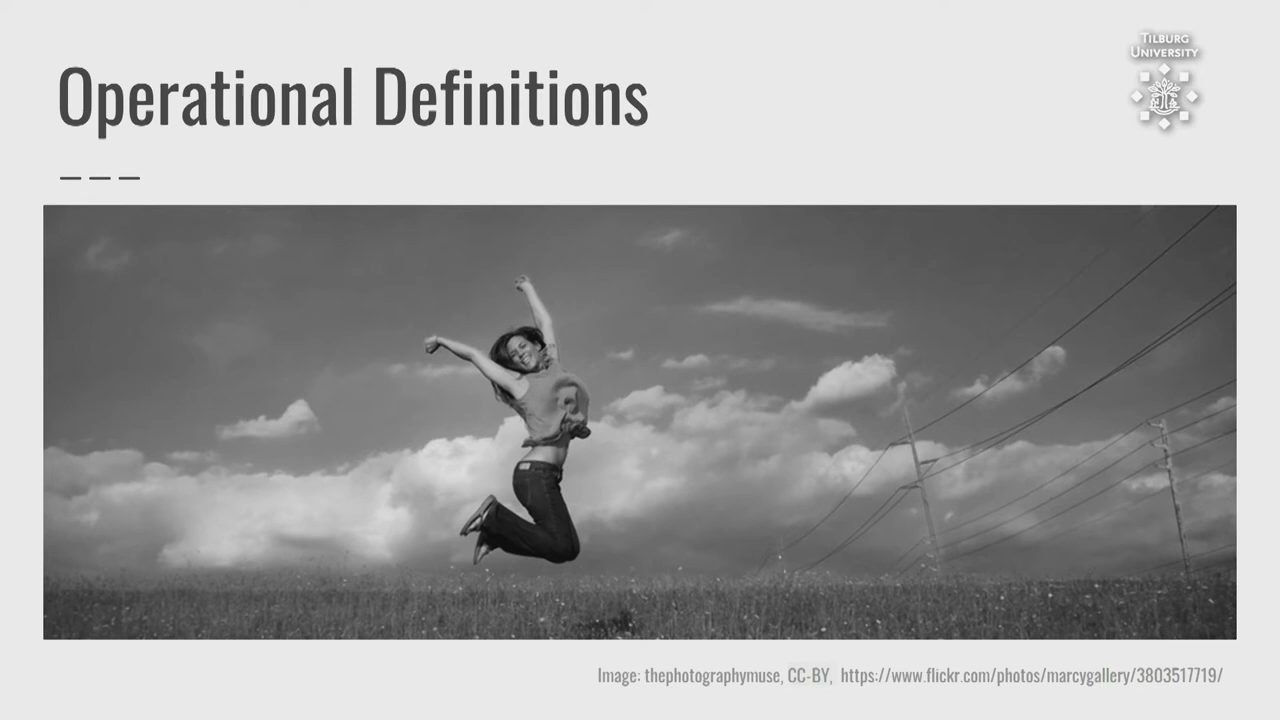 Operational Definitions
TILBURG
UNIVERSITY
Image: thephotographymuse, CC-BY, https://www.flickr.com/photos/marcygallery/3803517719/